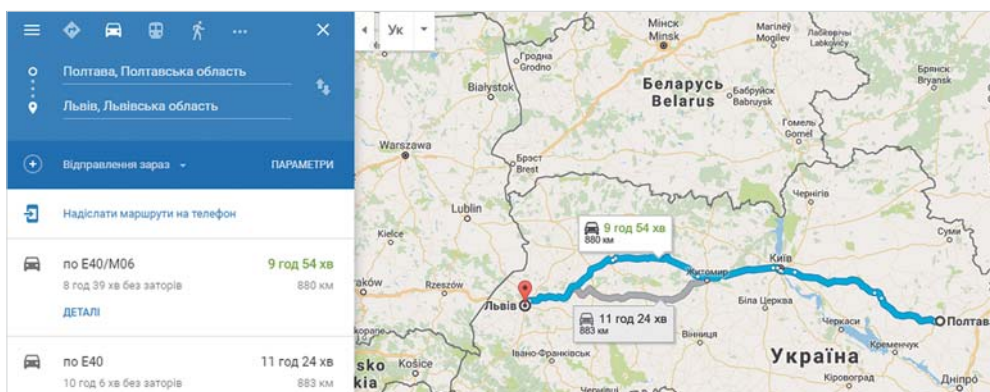 Полтава, Полтавська область
Львів, Львівська область
Відправлення зараз
ПАРАМЕТРИ
Надіслати маршрути на телефон
по E40/M06 9 год 54 хв
8 год 39 хв без заторів 880 км
ДЕТАЛІ
по E40 11 год 24 хв
10 год 6 хв без заторів 883 км
Ук
Мінск
Minsk
Магілёў
Mogilev
Гродна
Grodno
Białystok
Беларусь
Belarus
Бабруйск
Babruysk
Брянск
Bryansk
Гомель
Gomel
Warszawa
Брэст
Brest
Чернігів
Lublin
Суми
Kielce
9 год 54 хв
880 км
Київ
Житомир
Rzeszów
Львів
Біла Церква
Полтава
11 год 24 хв
883 км
Черкаси
Вінниця
Кременчук
Івано-Франківськ
Україна
Košice
Кіровоград
Дніпро
Чернівці